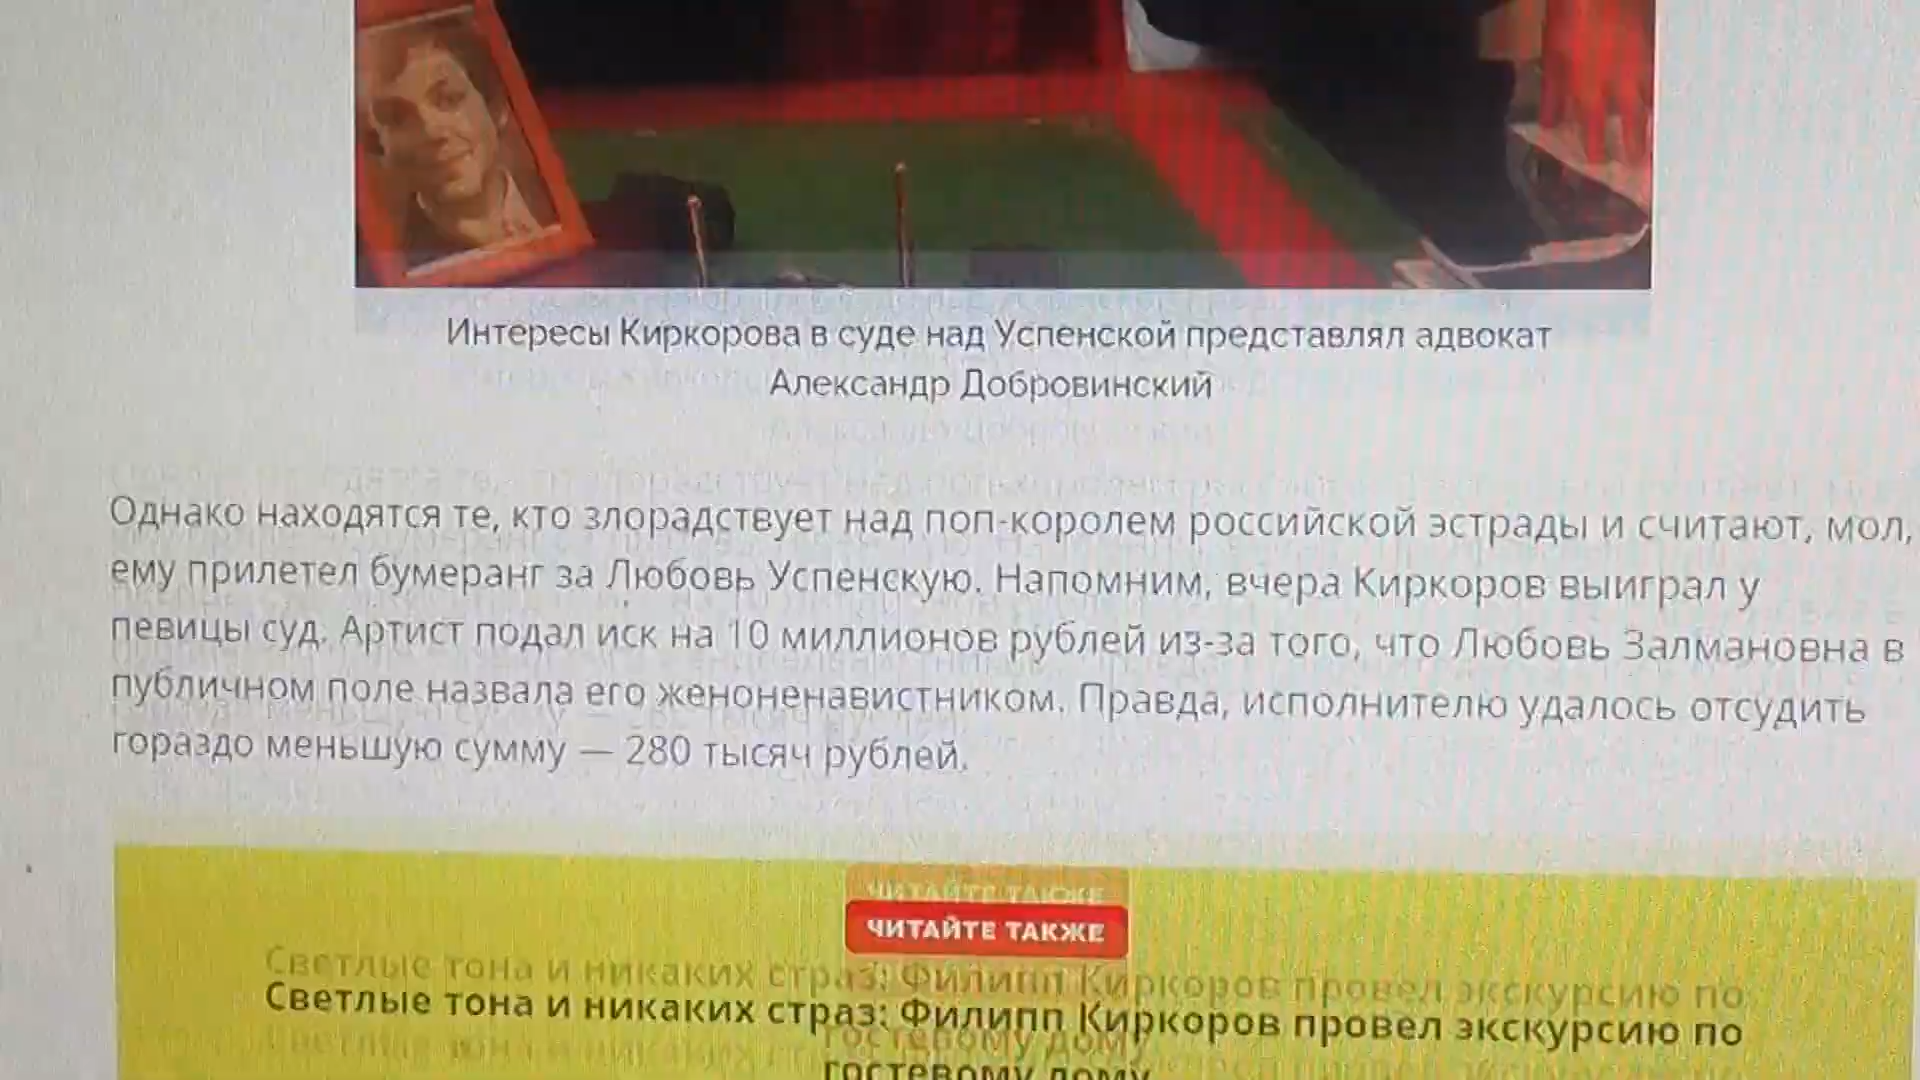 Интересы Киркорова в суде над Успенской представлял адвокат
Александр Добровинский
Однако находятся те, кто злорадствует над поп-королем российской эстрады и считают, мол,
ему прилетел бумеранг за Любовь Успенскую. Напомним, вчера Киркоров выиграл у
певицы суд. Артист подал иск на 10 миллионов рублей из-за того, что Любовь Залмановна в
публичном поле назвала его женоненавистником. Правда, исполнителю удалось отсудить
гораздо меньшую сумму — 280 тысяч рублей.
ЧИТАЙТЕ ТАКЖЕ
Светлые тона и никаких страз: Филипп Киркоров провел экскурсию по
гостевому дому